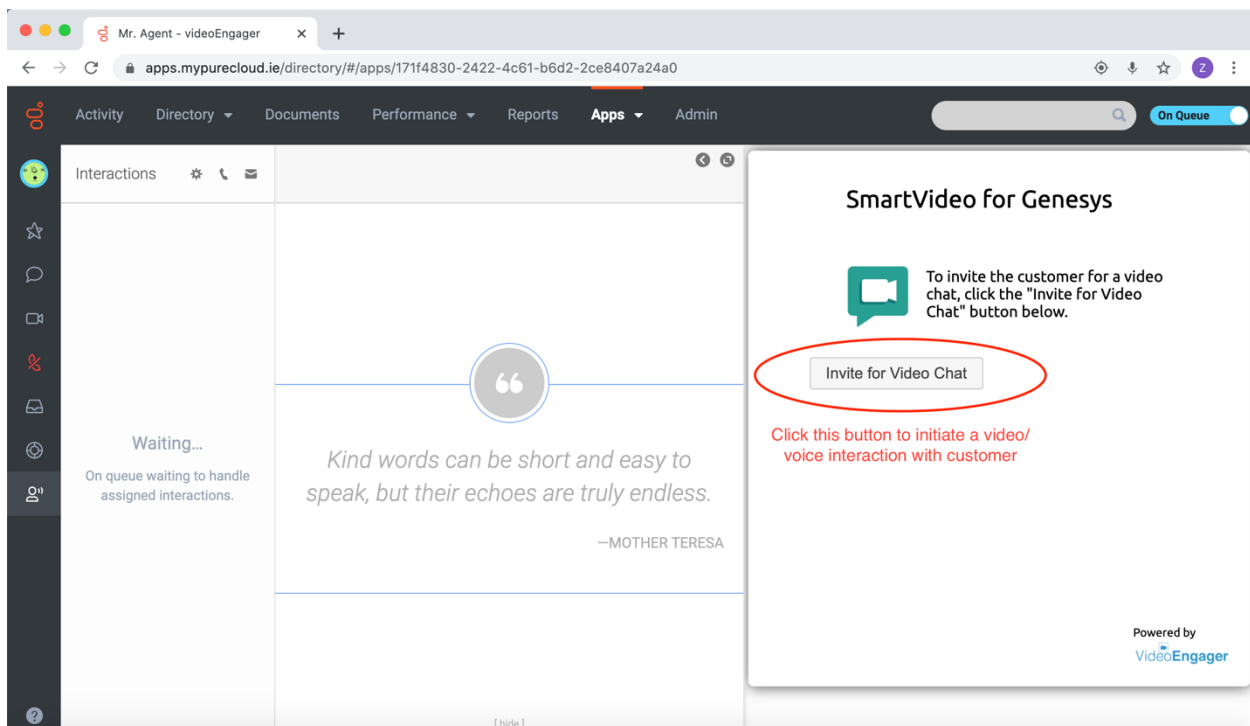 Mr. Agent - videoEngager
apps.mypurecloud.ie/directory/#/apps/171f4830-2422-4c61-b6d2-2ce8407a24a0
Z
Activity Directory Documents Performance Reports Apps Admin
On Queue
Interactions
SmartVideo for Genesys
To invite the customer for a video
chat, click the "Invite for Video
Chat" button below.
Invite for Video Chat
Click this button to initiate a video/
voice interaction with customer
Waiting...
On queue waiting to handle
assigned interactions.
Kind words can be short and easy to
speak, but their echoes are truly endless.
—MOTHER TERESA
Powered by
VideoEngager
[ hide ]